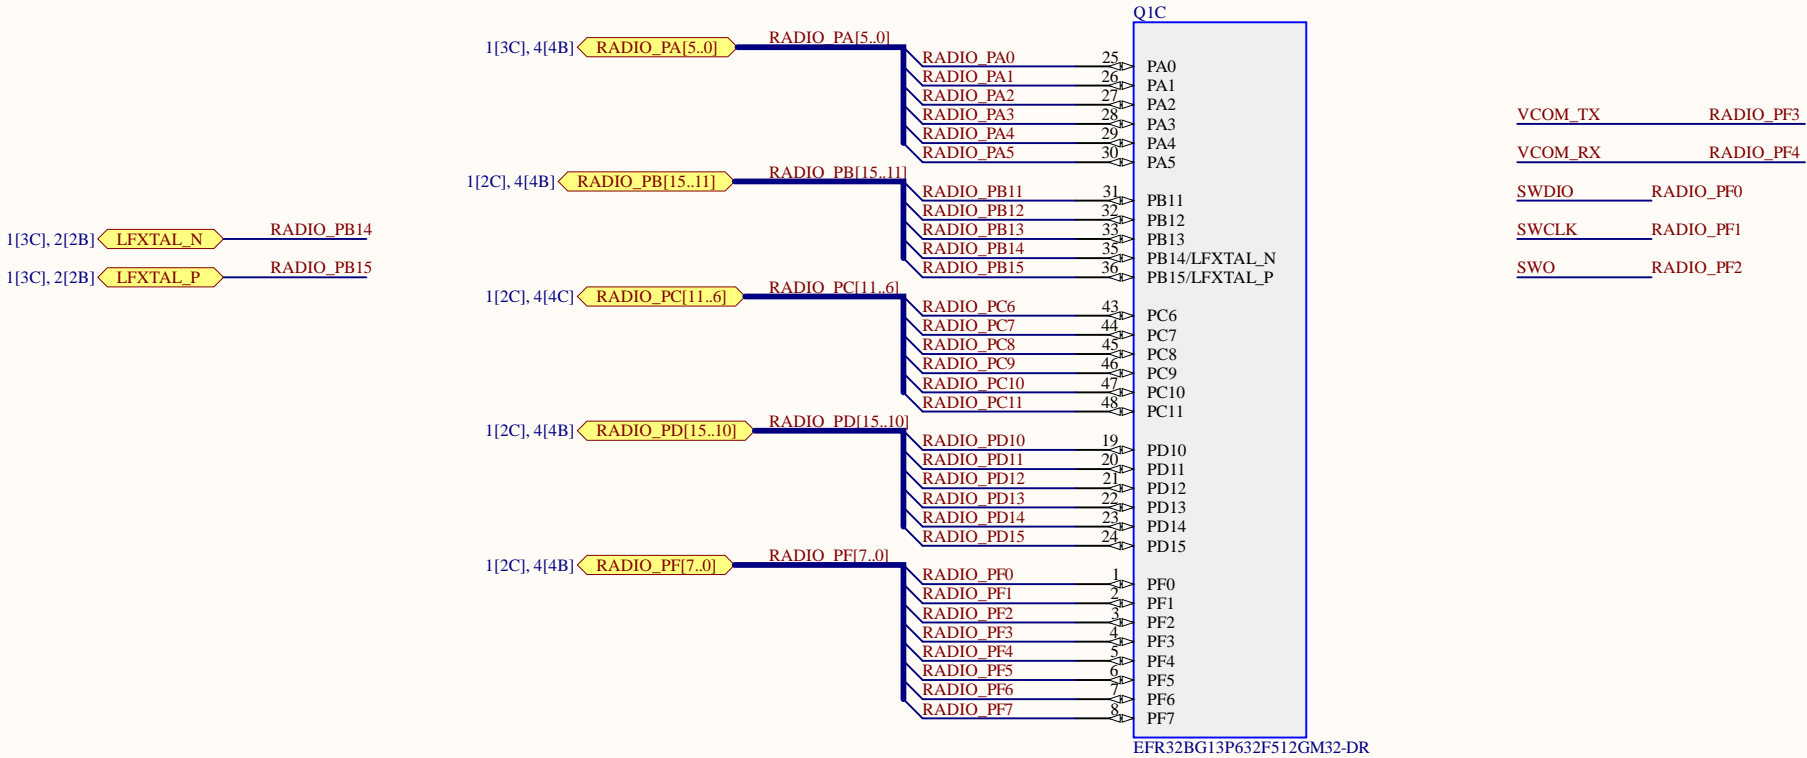 Q1C
1[3C], 4[4B] RADIO_PA[5..0] RADIO_PA[5..0]
RADIO_PA0 25 PA0
RADIO_PA1 26 PA1
RADIO_PA2 27 PA2
RADIO_PA3 28 PA3
RADIO_PA4 29 PA4
RADIO_PA5 30 PA5
1[2C], 4[4B] RADIO_PB[15..11] RADIO_PB[15..11]
RADIO_PB11 31 PB11
RADIO_PB12 32 PB12
RADIO_PB13 33 PB13
RADIO_PB14 35 PB14/LFXTAL_N
RADIO_PB15 36 PB15/LFXTAL_P
1[3C], 2[2B] LFXTAL_N RADIO_PB14
1[3C], 2[2B] LFXTAL_P RADIO_PB15
1[2C], 4[4C] RADIO_PC[11..6] RADIO_PC[11..6]
RADIO_PC6 43 PC6
RADIO_PC7 44 PC7
RADIO_PC8 45 PC8
RADIO_PC9 46 PC9
RADIO_PC10 47 PC10
RADIO_PC11 48 PC11
1[2C], 4[4B] RADIO_PD[15..10] RADIO_PD[15..10]
RADIO_PD10 19 PD10
RADIO_PD11 20 PD11
RADIO_PD12 21 PD12
RADIO_PD13 22 PD13
RADIO_PD14 23 PD14
RADIO_PD15 24 PD15
1[2C], 4[4B] RADIO_PF[7..0] RADIO_PF[7..0]
RADIO_PF0 1 PF0
RADIO_PF1 2 PF1
RADIO_PF2 3 PF2
RADIO_PF3 4 PF3
RADIO_PF4 5 PF4
RADIO_PF5 6 PF5
RADIO_PF6 7 PF6
RADIO_PF7 8 PF7
EFR32BG13P632F512GM32-DR
VCOM_TX RADIO_PF3
VCOM_RX RADIO_PF4
SWDIO RADIO_PF0
SWCLK RADIO_PF1
SWO RADIO_PF2